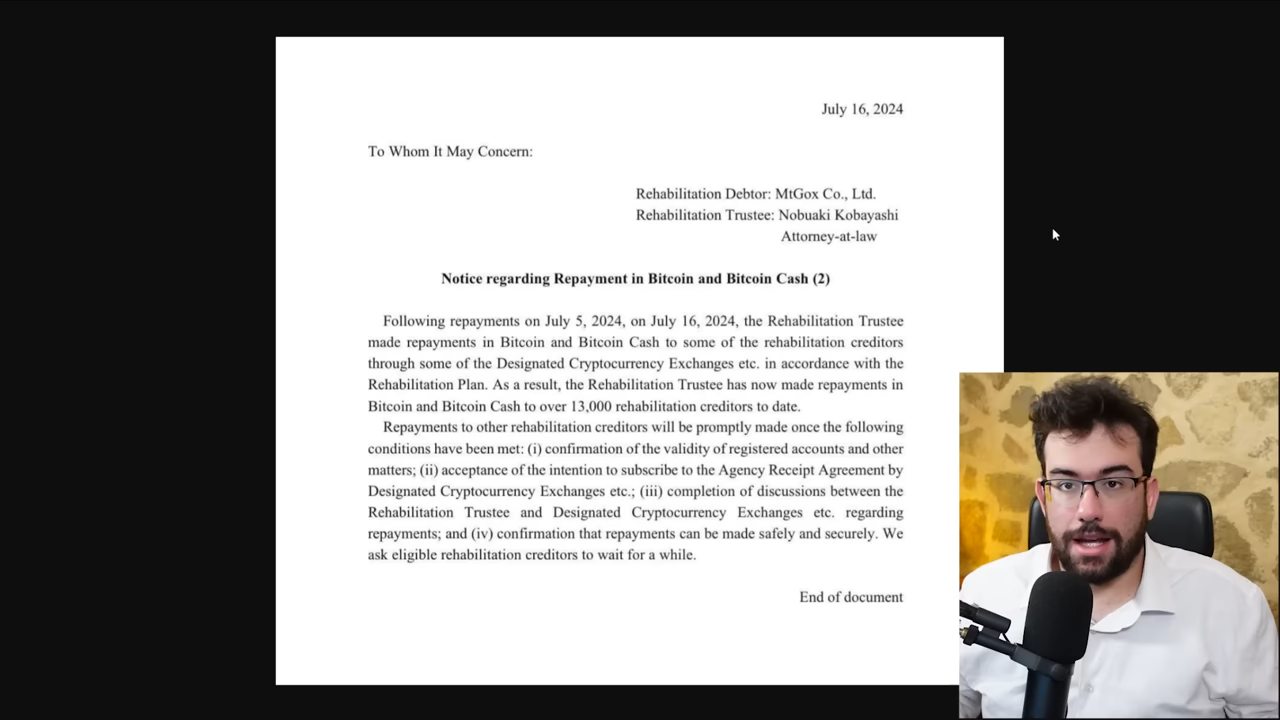 July 16, 2024
To Whom It May Concern:
Rehabilitation Debtor: MtGox Co., Ltd.
Rehabilitation Trustee: Nobuaki Kobayashi
Attorney-at-law
Notice regarding Repayment in Bitcoin and Bitcoin Cash (2)
Following repayments on July 5, 2024, on July 16, 2024, the Rehabilitation Trustee
made repayments in Bitcoin and Bitcoin Cash to some of the rehabilitation creditors
through some of the Designated Cryptocurrency Exchanges etc. in accordance with the
Rehabilitation Plan. As a result, the Rehabilitation Trustee has now made repayments in
Bitcoin and Bitcoin Cash to over 13,000 rehabilitation creditors to date.
Repayments to other rehabilitation creditors will be promptly made once the following
conditions have been met: (i) confirmation of the validity of registered accounts and other
matters; (ii) acceptance of the intention to subscribe to the Agency Receipt Agreement by
Designated Cryptocurrency Exchanges etc.; (iii) completion of discussions between the
Rehabilitation Trustee and Designated Cryptocurrency Exchanges etc. regarding
repayments; and (iv) confirmation that repayments can be made safely and securely. We
ask eligible rehabilitation creditors to wait for a while.
End of document